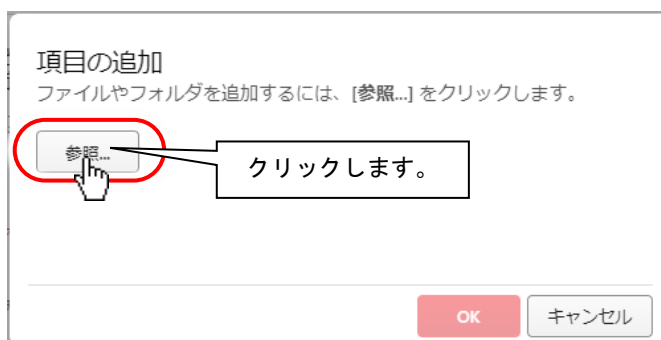 項目の追加
ファイルやフォルダを追加するには、[参照...] をクリックします。
参照...
クリックします。
OK
キャンセル